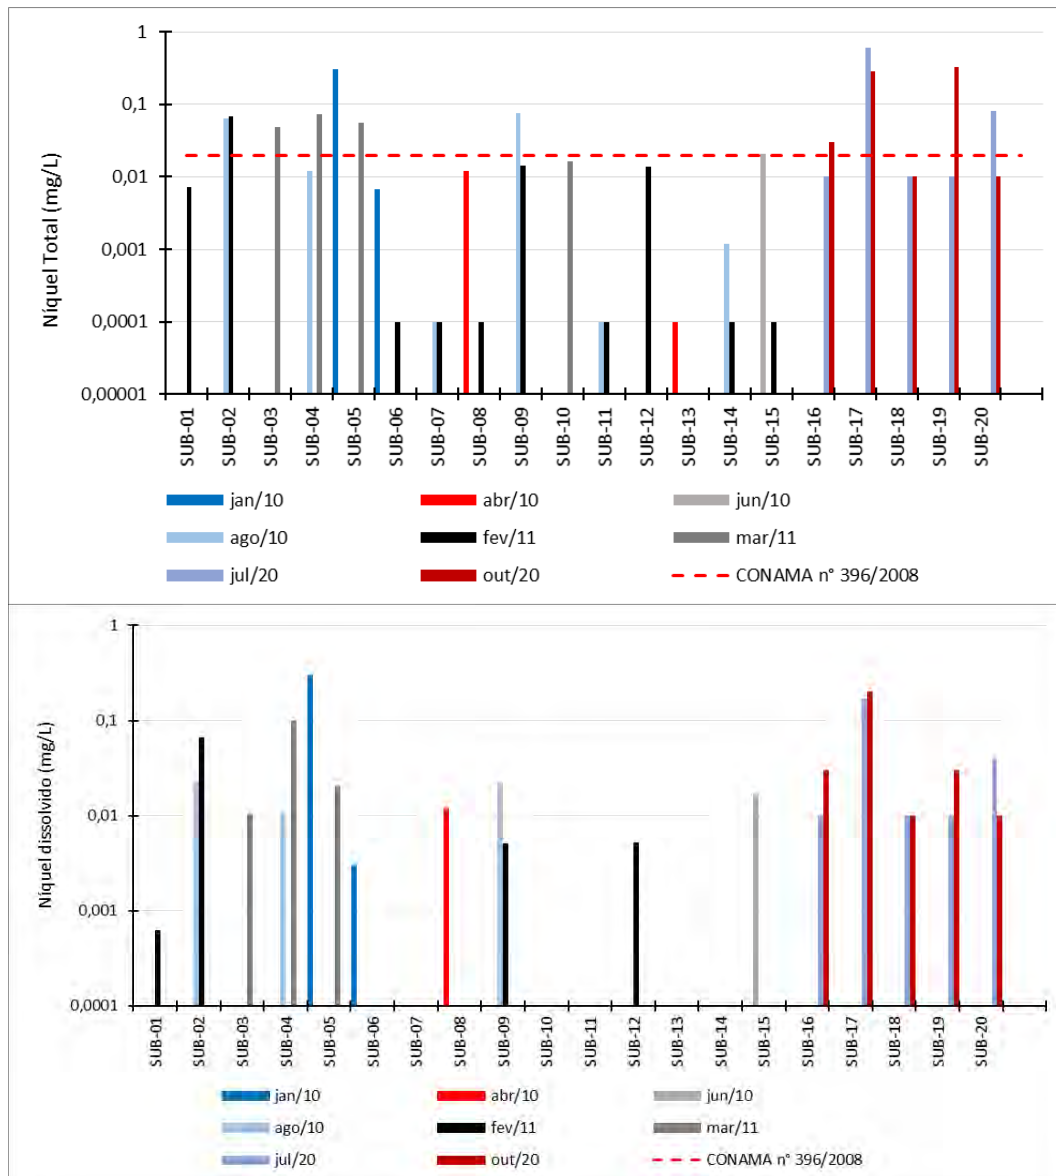 1
0,1
0,01
0,001
0,0001
0,00001
Níquel Total (mg/L)
SUB-01
SUB-02
SUB-03
SUB-04
SUB-05
SUB-06
SUB-07
SUB-08
SUB-09
SUB-10
SUB-11
SUB-12
SUB-13
SUB-14
SUB-15
SUB-16
SUB-17
SUB-18
SUB-19
SUB-20
jan/10 abr/10 jun/10
ago/10 fev/11 mar/11
jul/20 out/20 CONAMA n° 396/2008
1
0,1
0,01
0,001
0,0001
Níquel dissolvido (mg/L)
SUB-01
SUB-02
SUB-03
SUB-04
SUB-05
SUB-06
SUB-07
SUB-08
SUB-09
SUB-10
SUB-11
SUB-12
SUB-13
SUB-14
SUB-15
SUB-16
SUB-17
SUB-18
SUB-19
SUB-20
jan/10 abr/10 jun/10
ago/10 fev/11 mar/11
jul/20 out/20 CONAMA n° 396/2008